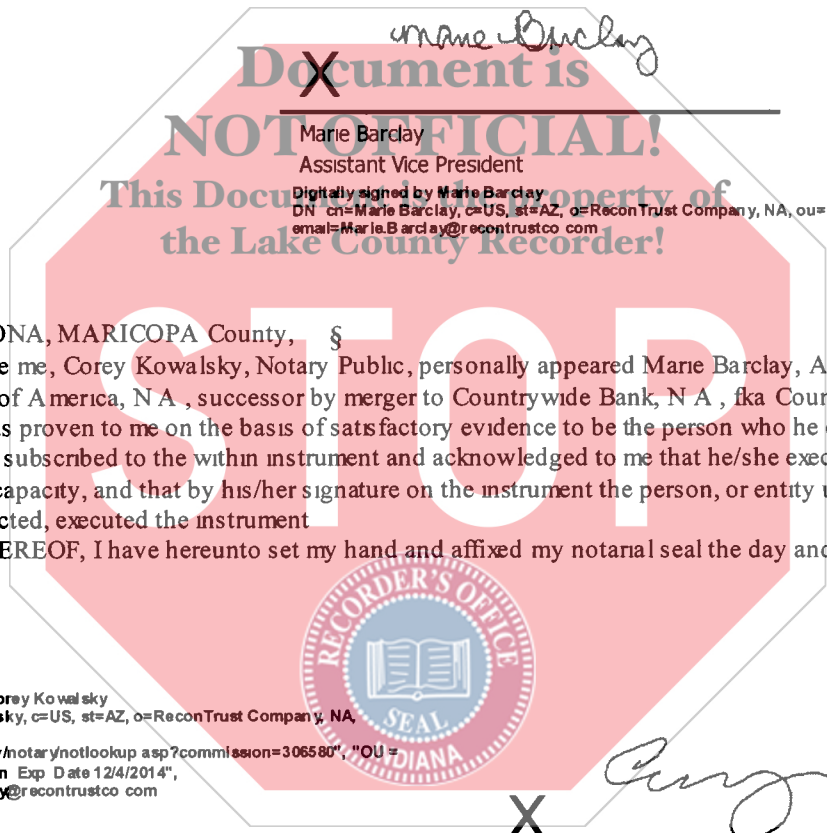 Marie Barclay
X
Document is
NOT OFFICIAL!
This Document is the property of
the Lake County Recorder!
Marie Barclay
Assistant Vice President
Digitally signed by Marie Barclay
DN cn=Marie Barclay, c=US, st=AZ, o=ReconTrust Company, NA, ou=
email=Marie.Barclay@recontrustco com
STOP
ONA, MARICOPA County, §
e me, Corey Kowalsky, Notary Public, personally appeared Marie Barclay, A
of America, N A , successor by merger to Countrywide Bank, N A , fka Coun
s proven to me on the basis of satisfactory evidence to be the person who he
subscribed to the within instrument and acknowledged to me that he/she exec
capacity, and that by his/her signature on the instrument the person, or entity u
cted, executed the instrument
EREOF, I have hereunto set my hand and affixed my notarial seal the day and
RECORDER'S OFFICE
SEAL
INDIANA
orey Kowalsky
sky, c=US, st=AZ, o=ReconTrust Company, NA,
/notary/notlookup asp?commission=306580", "OU =
n Exp Date 12/4/2014",
y@recontrustco com
X